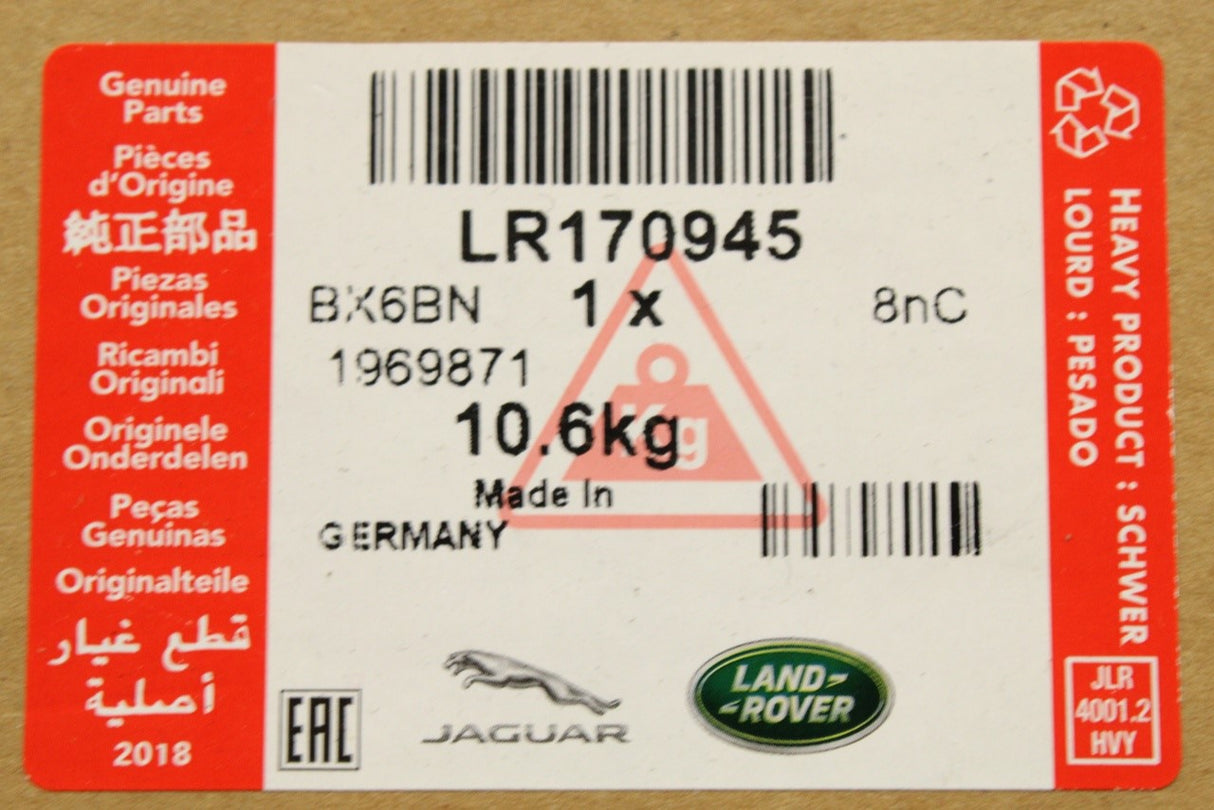 Genuine
Parts
Pièces
d'Origine
純正部品
Piezas
Originales
Ricambi
Originali
Originele
Onderdelen
Peças
Genuinas
Originalteile
قطع غيار
أصلية
2018
LR170945
BX6BN 1 x 8nC
1969871
10.6kg
Kg
Made In
GERMANY
EAC
JAGUAR
LAND-
-ROVER
HEAVY PRODUCT : SCHWER
LOURD : PESADO
JLR
4001.2
HVY